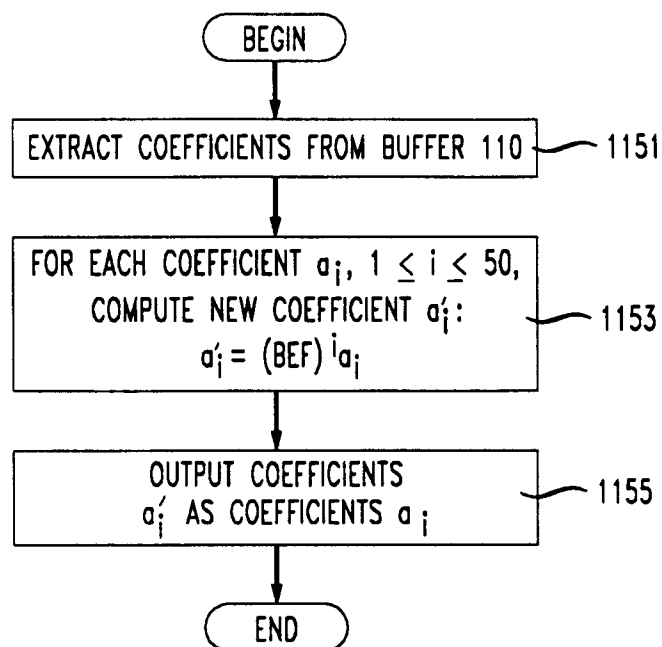 BEGIN
EXTRACT COEFFICIENTS FROM BUFFER 110
1151
FOR EACH COEFFICIENT aᵢ, 1 ≤ i ≤ 50,
COMPUTE NEW COEFFICIENT a'ᵢ:
a'ᵢ = (BEF)ⁱaᵢ
1153
OUTPUT COEFFICIENTS
a'ᵢ AS COEFFICIENTS aᵢ
1155
END